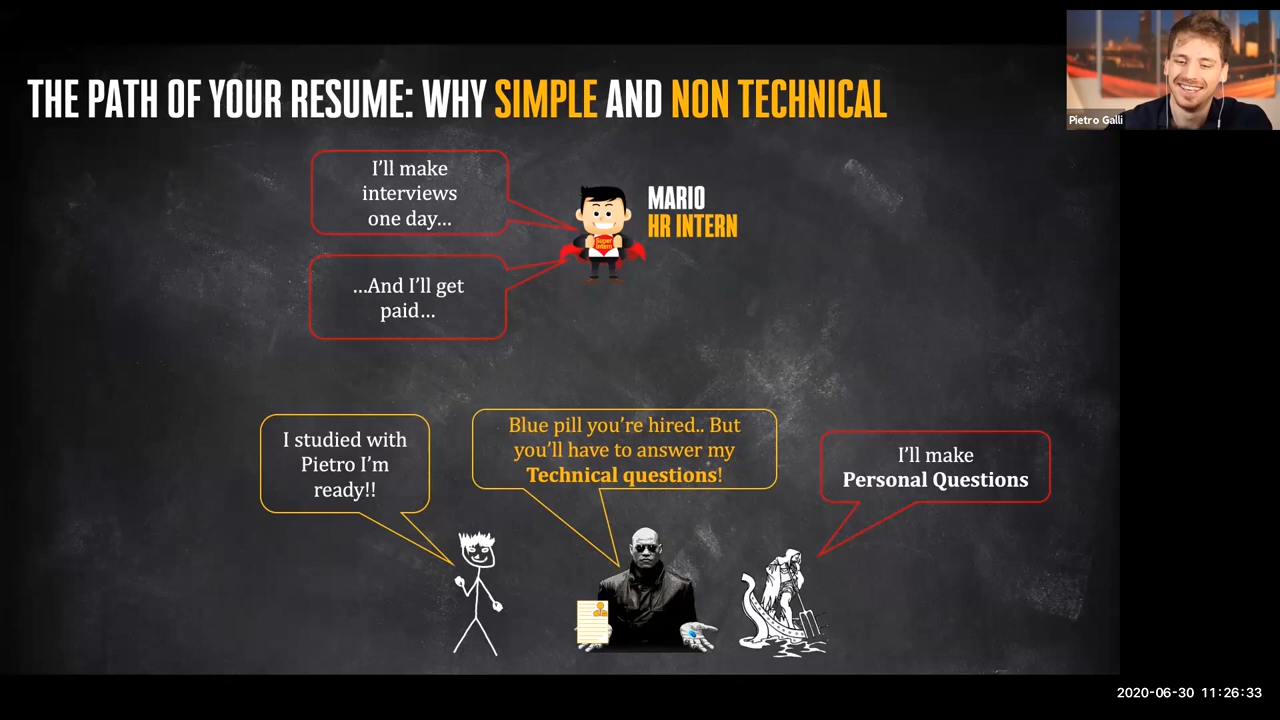 THE PATH OF YOUR RESUME: WHY SIMPLE AND NON TECHNICAL
Pietro Galli
I'll make
interviews
one day...
MARIO
HR INTERN
Super
Intern
...And I'll get
paid...
I studied with
Pietro I'm
ready!!
Blue pill you're hired.. But
you'll have to answer my
Technical questions!
I'll make
Personal Questions
2020-06-30 11:26:33